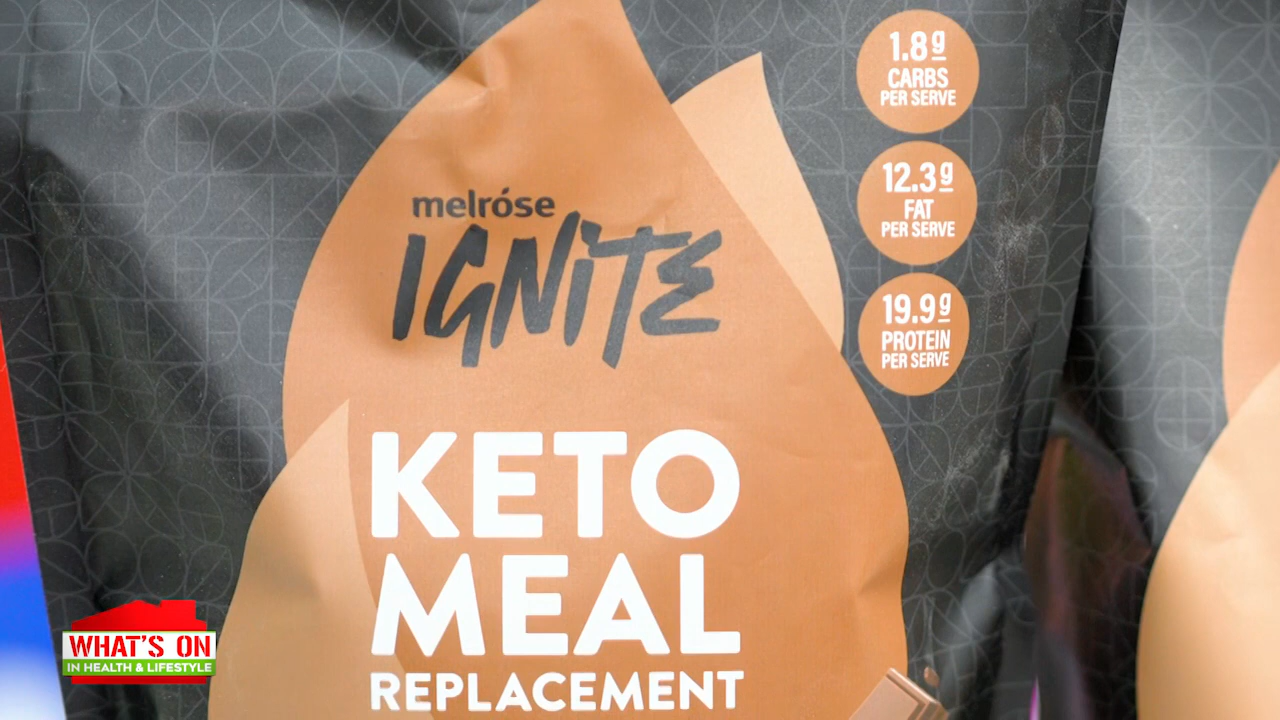 melróse
IGNiTE
KETO
MEAL
REPLACEMENT
1.8g
CARBS
PER SERVE
12.3g
FAT
PER SERVE
19.9g
PROTEIN
PER SERVE
WHAT'S ON
IN HEALTH & LIFESTYLE